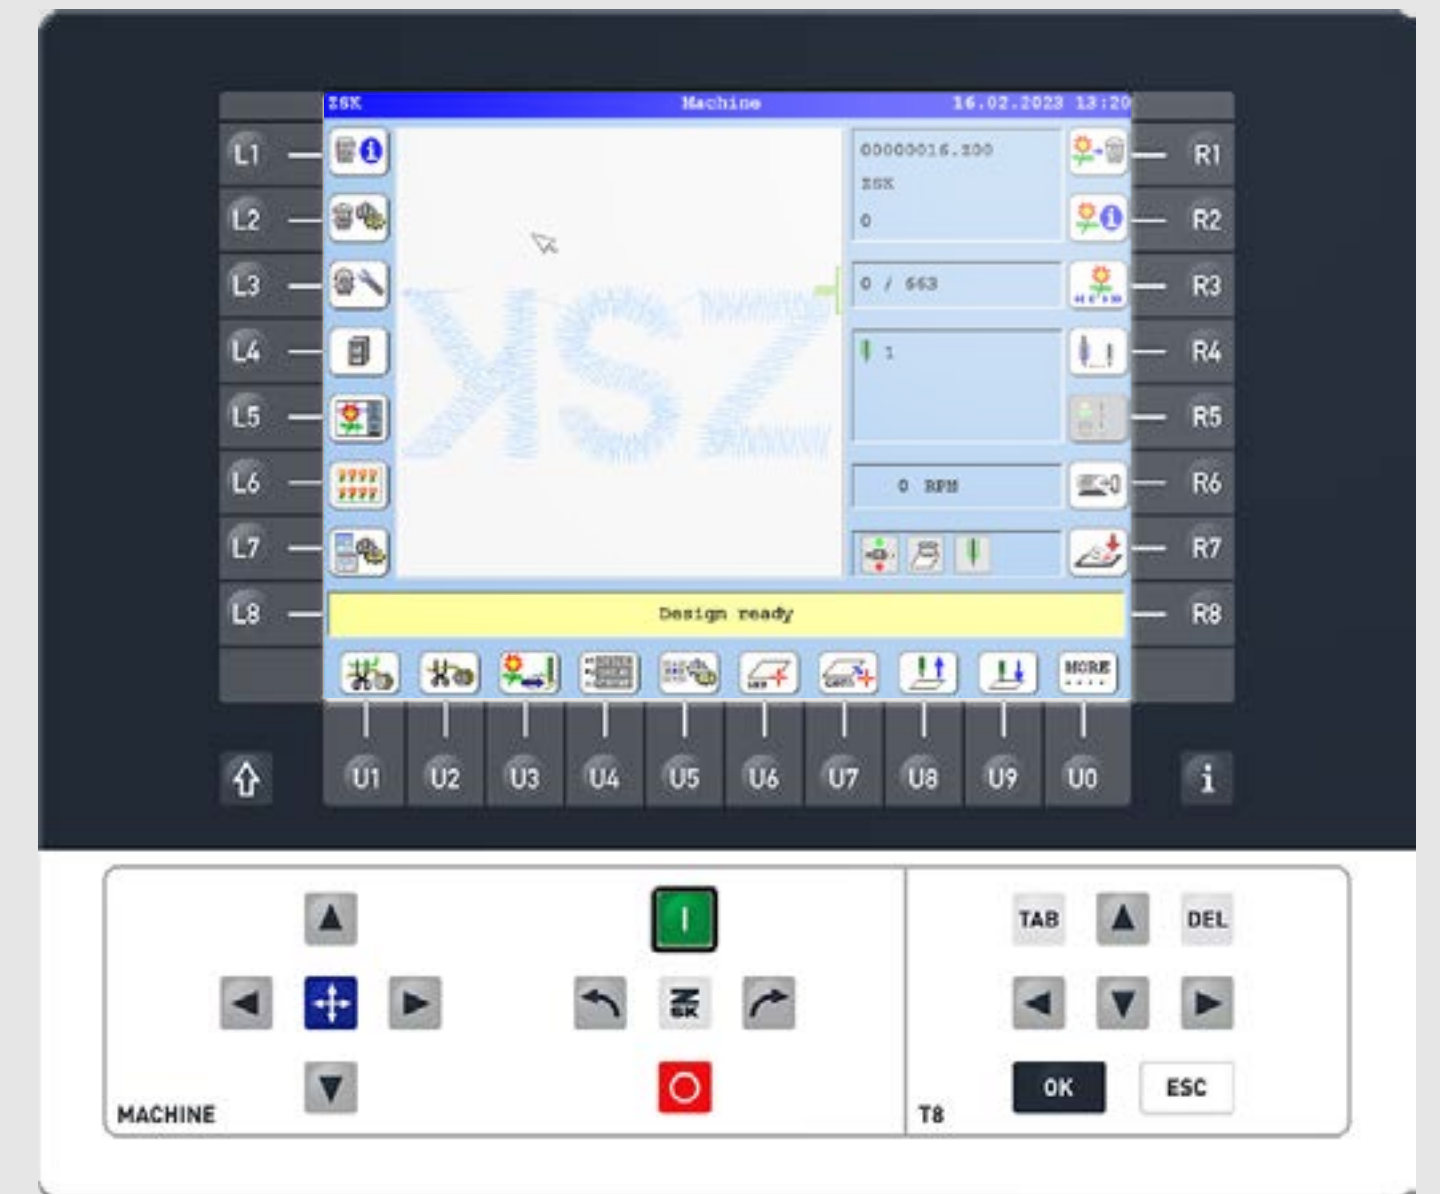 ZSK Machine 16.02.2023 13:20
L1 00000016.Z00 R1
ZSK
L2 0 R2
L3 0 / 663 R3
ZSK
L4 1 R4
L5 R5
L6 0 RPM R6
L7 R7
L8 Design ready R8
MORE
U1 U2 U3 U4 U5 U6 U7 U8 U9 U0
i
TAB DEL
ZSK
OK ESC
MACHINE T8